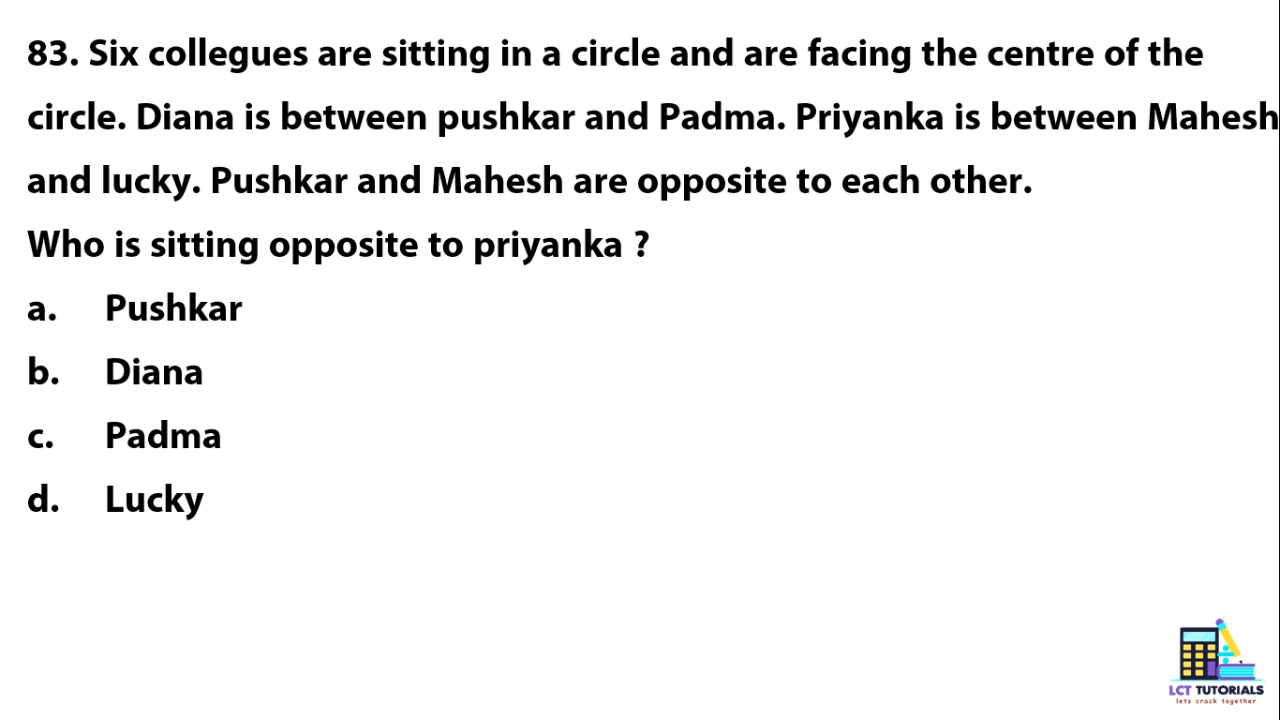 83. Six collegues are sitting in a circle and are facing the centre of the
circle. Diana is between pushkar and Padma. Priyanka is between Mahesh
and lucky. Pushkar and Mahesh are opposite to each other.
Who is sitting opposite to priyanka ?
a. Pushkar
b. Diana
c. Padma
d. Lucky
LCT TUTORIALS
lets crack together